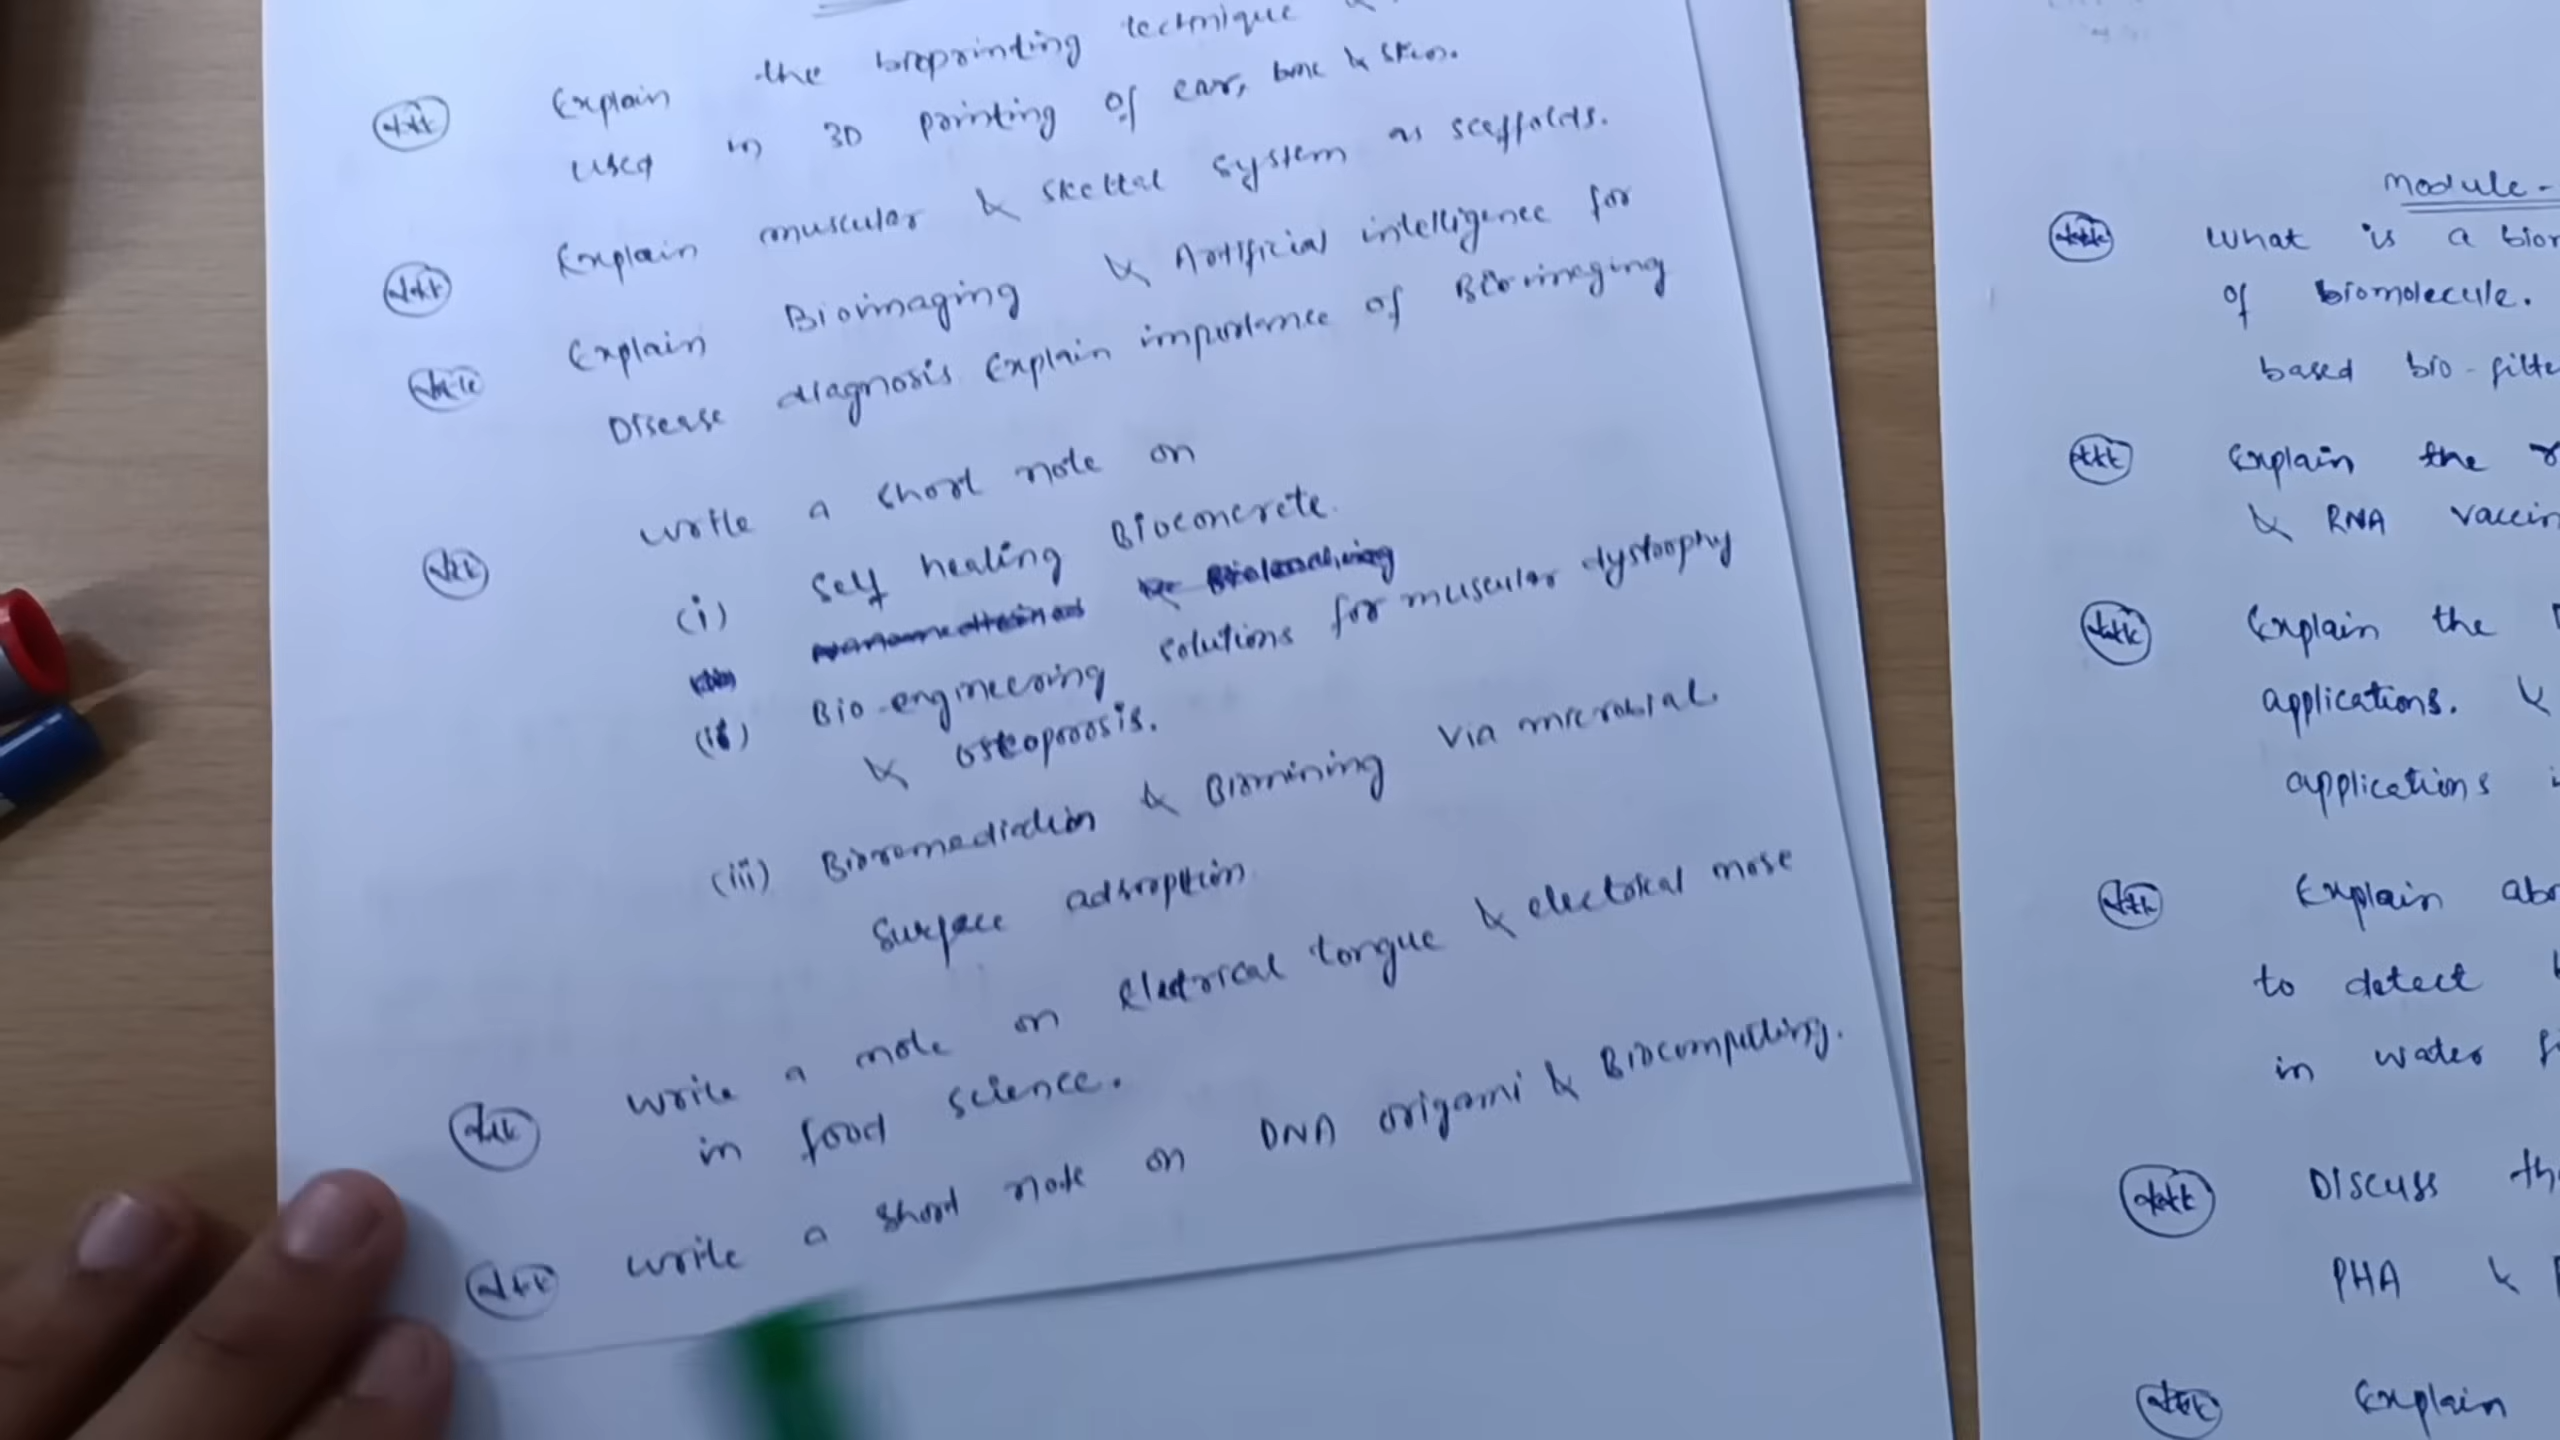 Explain the bioprinting technique &
used in 3D printing of ear, bone & skin.
Explain muscular & skeltal system as scaffolds.
Explain Bioimaging & Artificial intelligence for
Disease diagnosis Explain importance of Bioimaging
write a short note on
(i) Self healing Bioconcrete.
(ii) Bio-engineering solutions for muscular dystrophy
& osteoporosis.
(iii) Bioremediation & Biomining via microbial
surface adsorption
write a note on Electrical tongue & electrical nose
in food science.
write a short note on DNA origami & Biocomputing.
module-
What is a
of biomolecule.
based bio-filte
Explain the
& RNA vaccin
Explain the
applications. &
applications
Explain abo
to detect
in water
Discuss th
PHA &
Explain